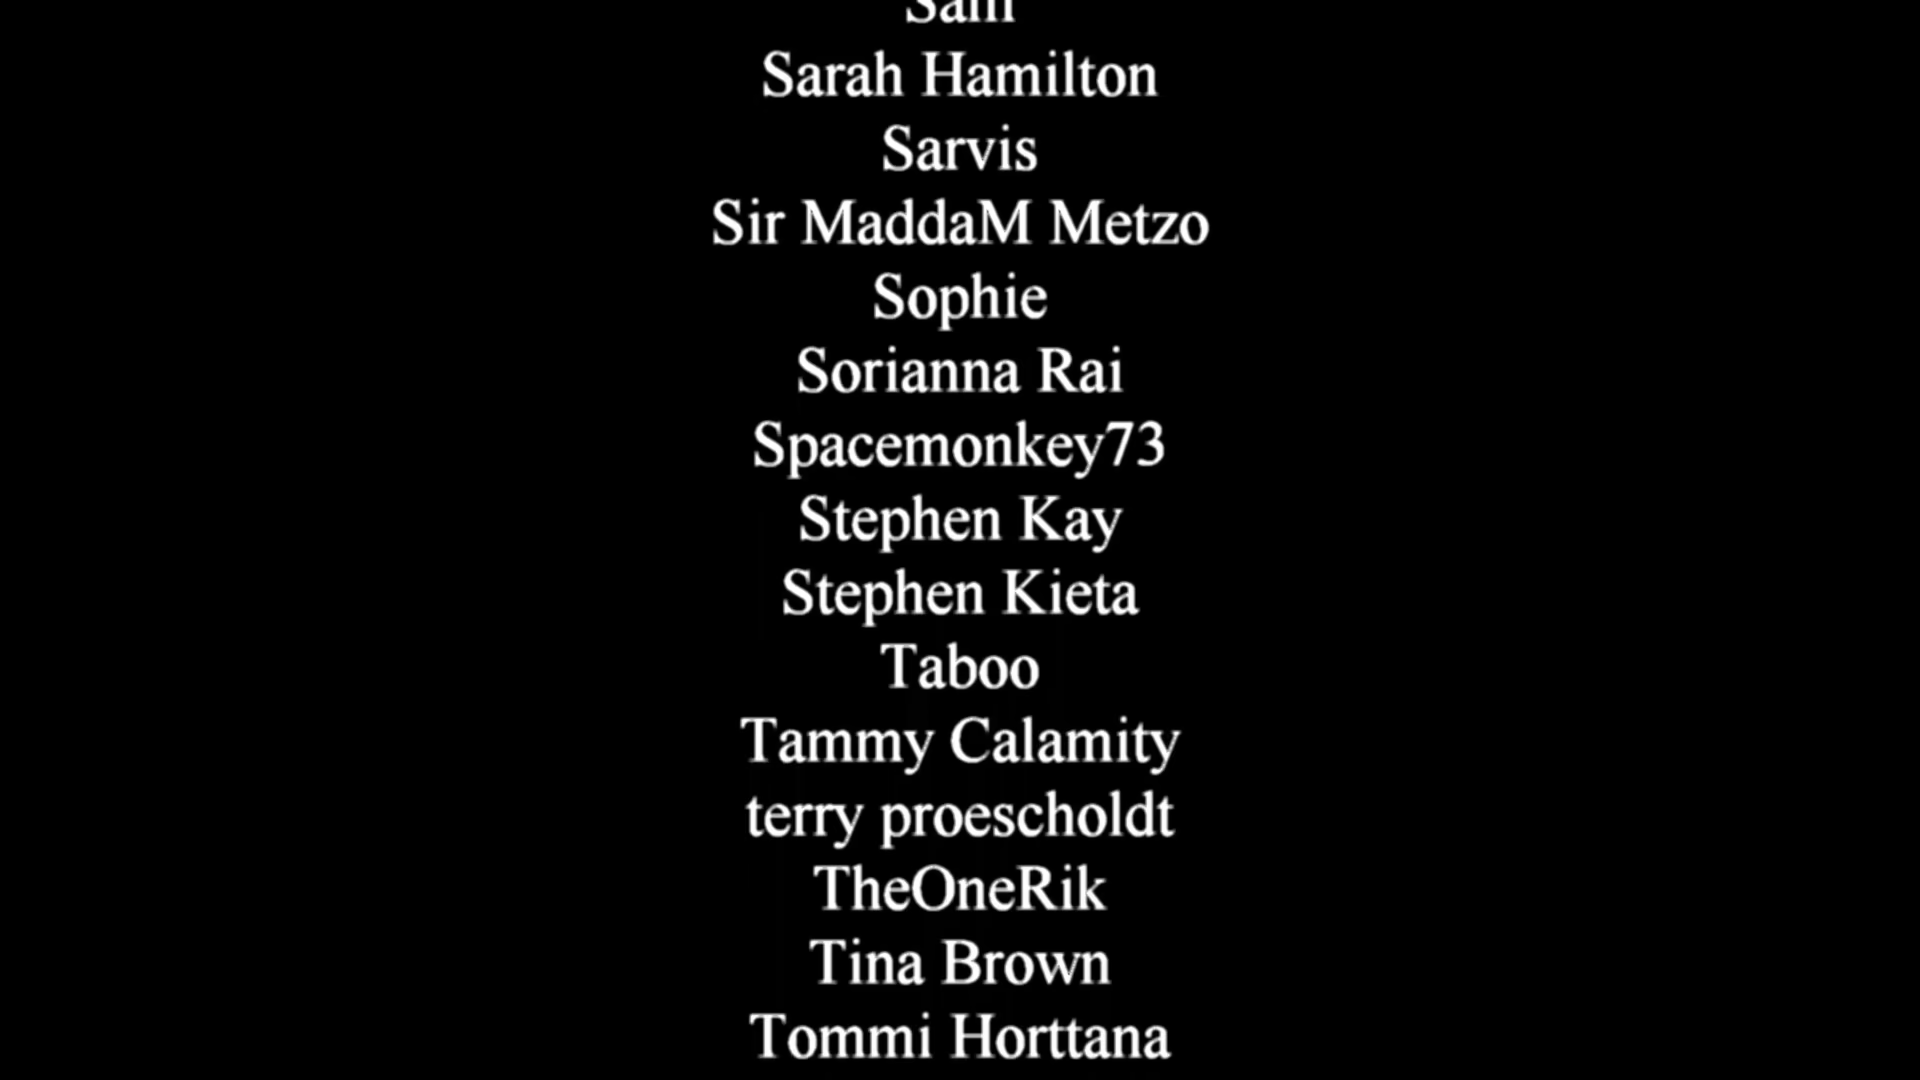 Sam
Sarah Hamilton
Sarvis
Sir MaddaM Metzo
Sophie
Sorianna Rai
Spacemonkey73
Stephen Kay
Stephen Kieta
Taboo
Tammy Calamity
terry proescholdt
TheOneRik
Tina Brown
Tommi Horttana